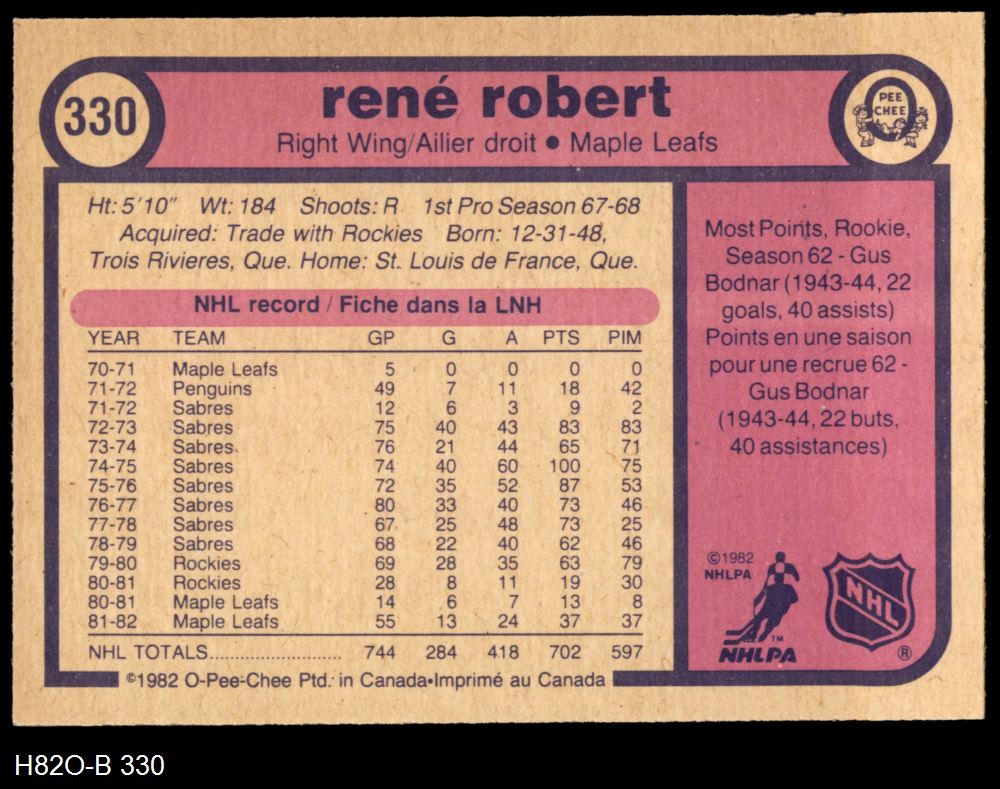 330
rené robert
Right Wing/Ailier droit ● Maple Leafs
PEE
CHEE
Ht: 5'10" Wt: 184 Shoots: R 1st Pro Season 67-68
Acquired: Trade with Rockies Born: 12-31-48,
Trois Rivieres, Que. Home: St. Louis de France, Que.
NHL record / Fiche dans la LNH
YEAR TEAM GP G A PTS PIM
70-71 Maple Leafs 5 0 0 0 0
71-72 Penguins 49 7 11 18 42
71-72 Sabres 12 6 3 9 2
72-73 Sabres 75 40 43 83 83
73-74 Sabres 76 21 44 65 71
74-75 Sabres 74 40 60 100 75
75-76 Sabres 72 35 52 87 53
76-77 Sabres 80 33 40 73 46
77-78 Sabres 67 25 48 73 25
78-79 Sabres 68 22 40 62 46
79-80 Rockies 69 28 35 63 79
80-81 Rockies 28 8 11 19 30
80-81 Maple Leafs 14 6 7 13 8
81-82 Maple Leafs 55 13 24 37 37
NHL TOTALS........................ 744 284 418 702 597
©1982 O-Pee-Chee Ptd. in Canada•Imprimé au Canada
Most Points, Rookie,
Season 62 - Gus
Bodnar (1943-44, 22
goals, 40 assists)
Points en une saison
pour une recrue 62 -
Gus Bodnar
(1943-44, 22 buts,
40 assistances)
©1982
NHLPA
TM
NHLPA
NHL
®
H82O-B 330